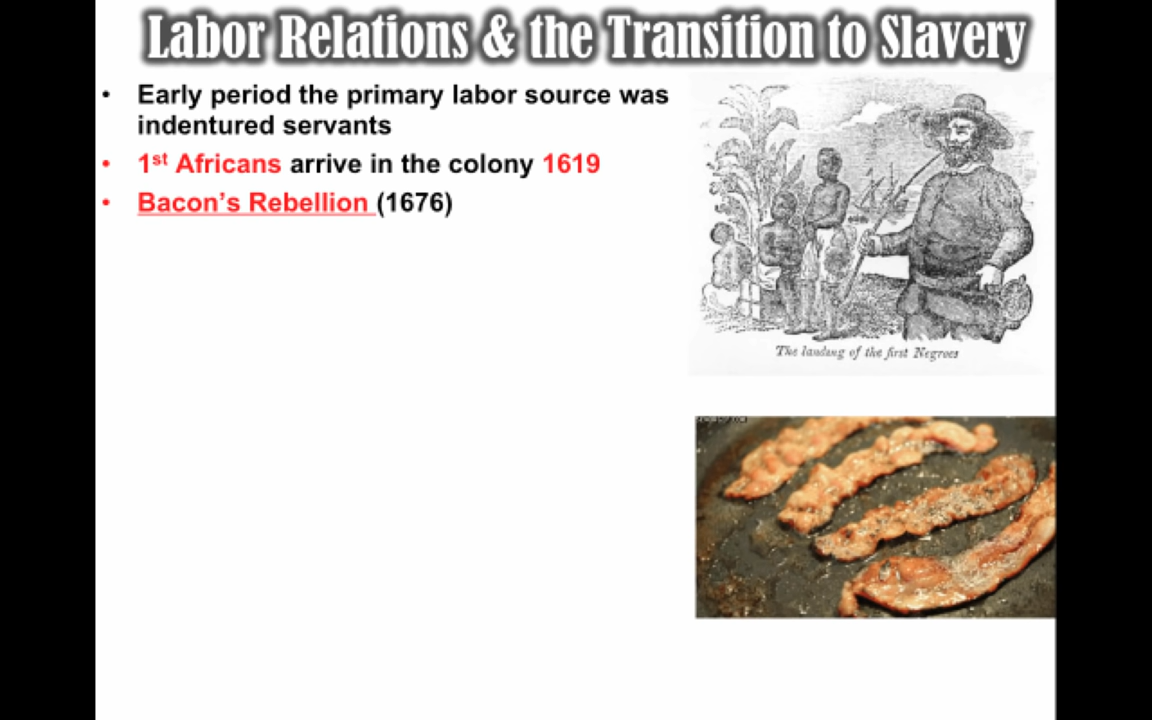 Labor Relations & the Transition to Slavery
• Early period the primary labor source was
indentured servants
• 1st Africans arrive in the colony 1619
• Bacon's Rebellion (1676)
The landing of the first Negroes